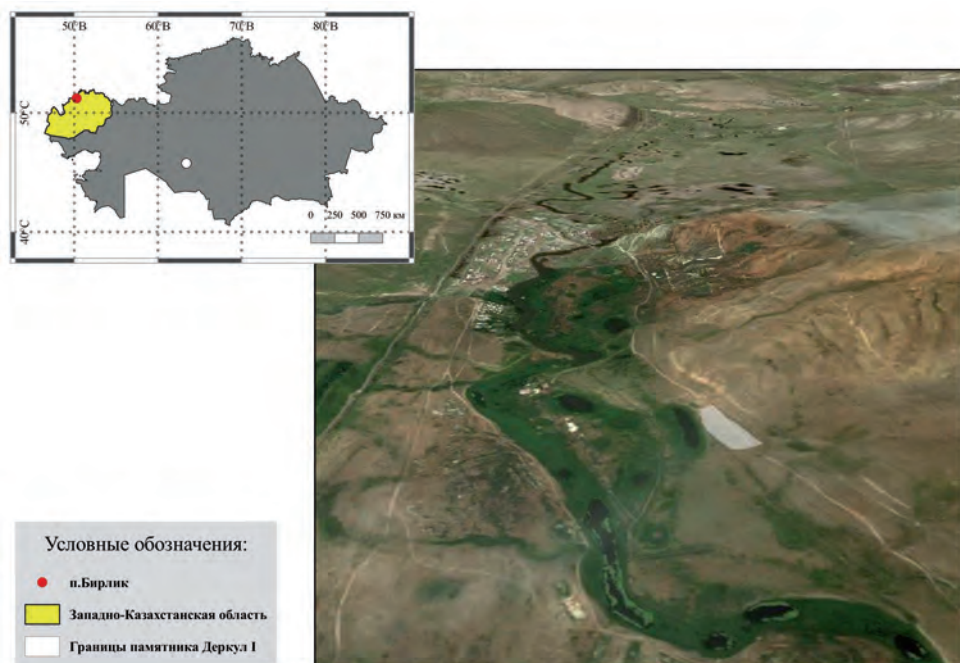 50°В 60°В 70°В 80°В
50°С
40°С
0 250 500 750 км
Условные обозначения:
п.Бирлик
Западно-Казахстанская область
Границы памятника Деркул I